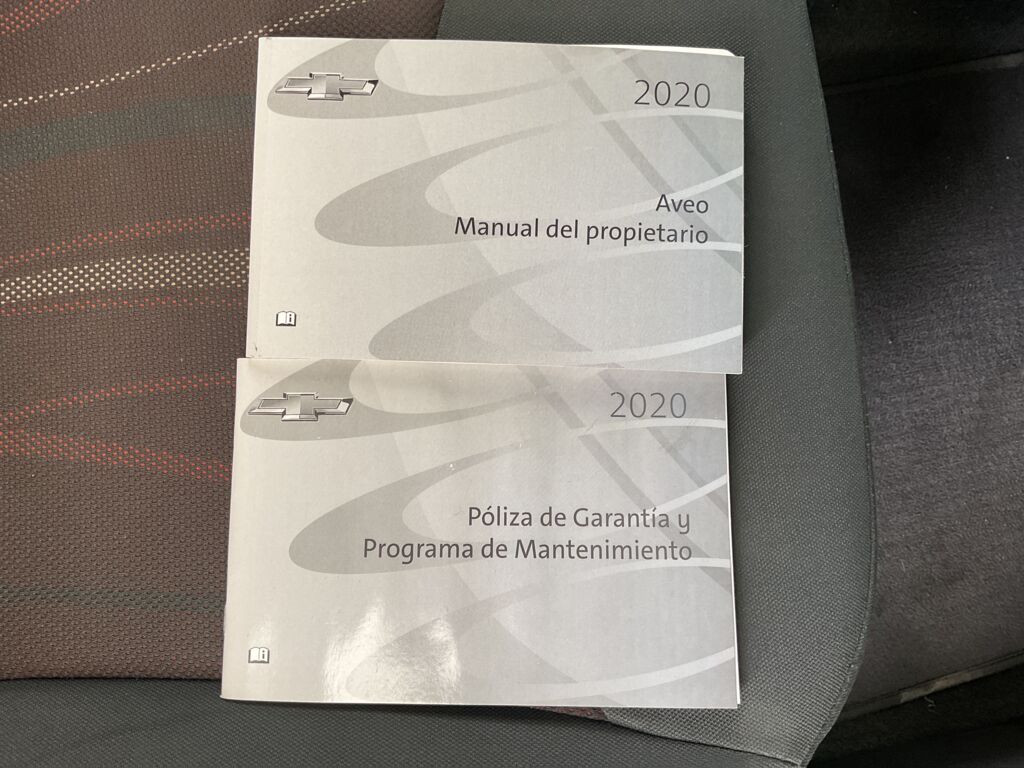 2020
Aveo
Manual del propietario
2020
Póliza de Garantía y
Programa de Mantenimiento